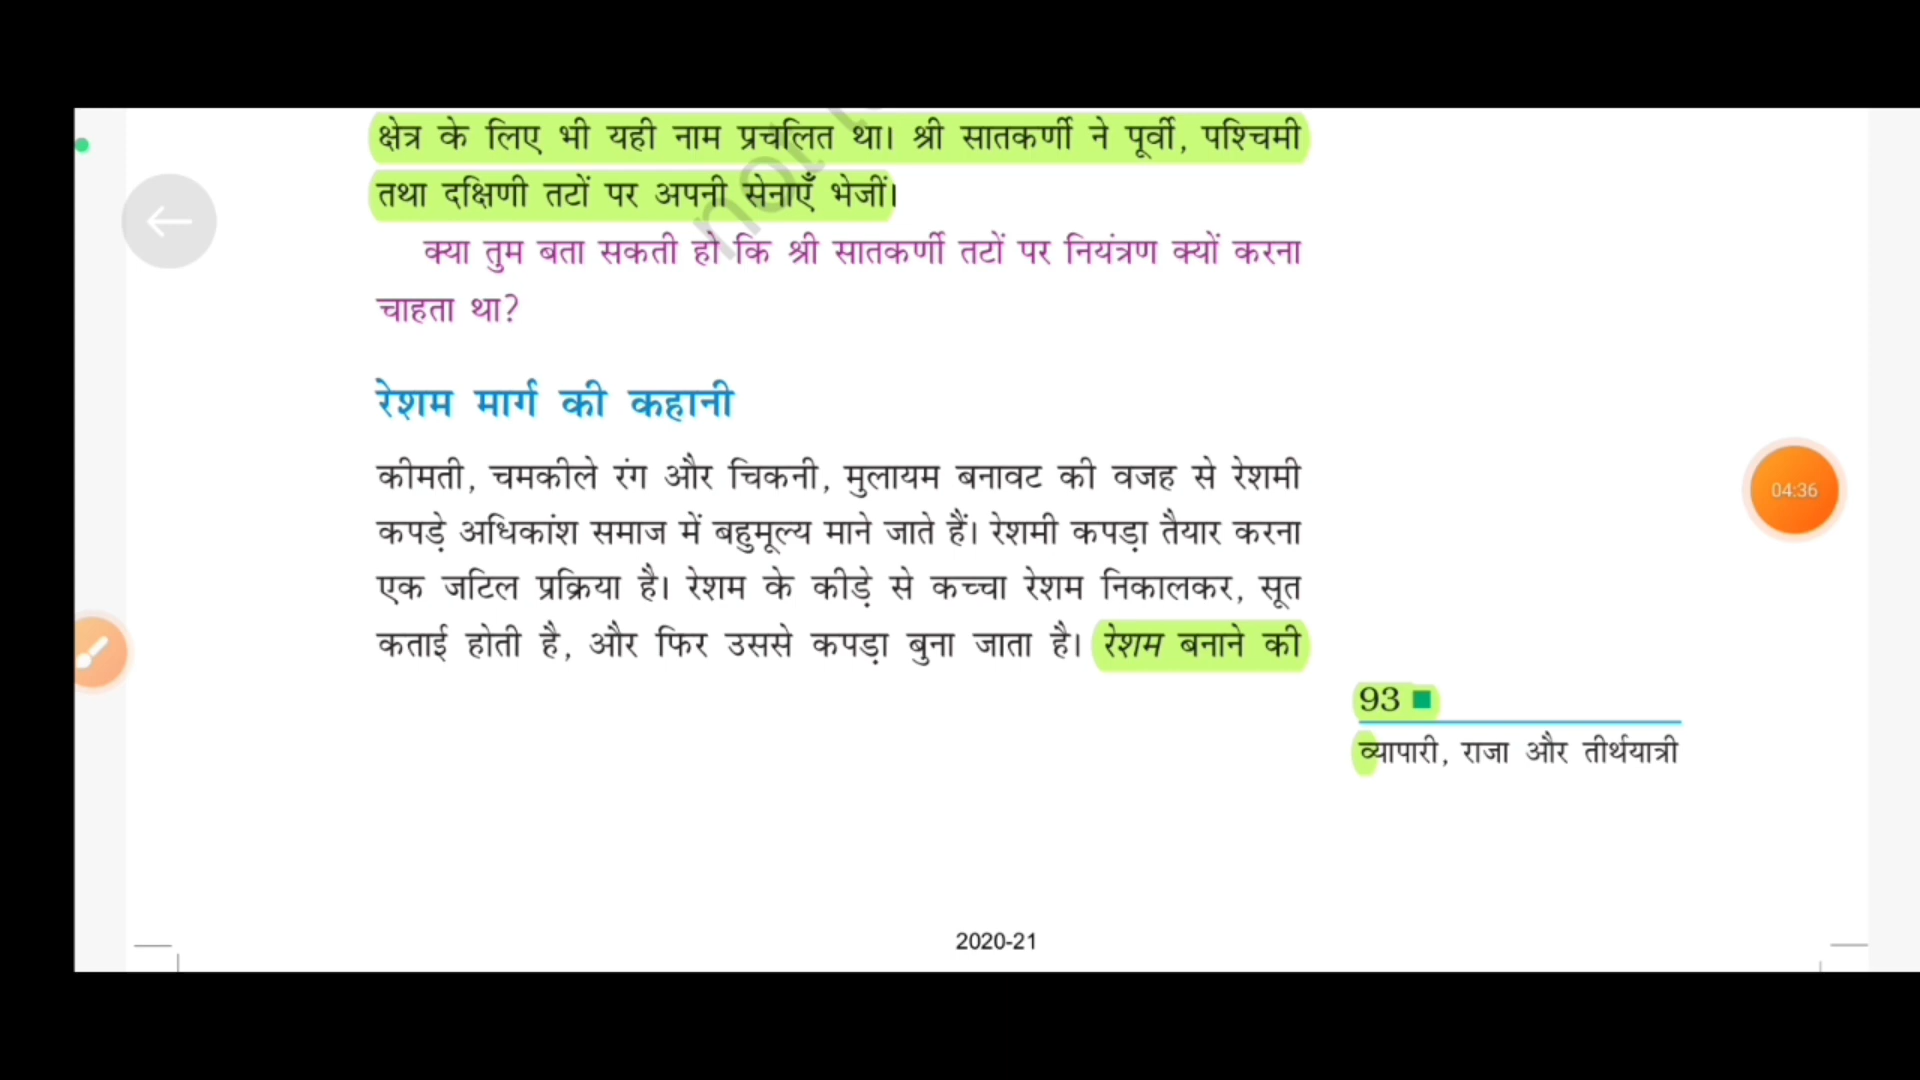 क्षेत्र के लिए भी यही नाम प्रचलित था। श्री सातकर्णी ने पूर्वी, पश्चिमी
तथा दक्षिणी तटों पर अपनी सेनाएँ भेजीं।
क्या तुम बता सकती हो कि श्री सातकर्णी तटों पर नियंत्रण क्यों करना
चाहता था?
रेशम मार्ग की कहानी
कीमती, चमकीले रंग और चिकनी, मुलायम बनावट की वजह से रेशमी
कपड़े अधिकांश समाज में बहुमूल्य माने जाते हैं। रेशमी कपड़ा तैयार करना
एक जटिल प्रक्रिया है। रेशम के कीड़े से कच्चा रेशम निकालकर, सूत
कताई होती है, और फिर उससे कपड़ा बुना जाता है। रेशम बनाने की
04:36
93
व्यापारी, राजा और तीर्थयात्री
2020-21
not